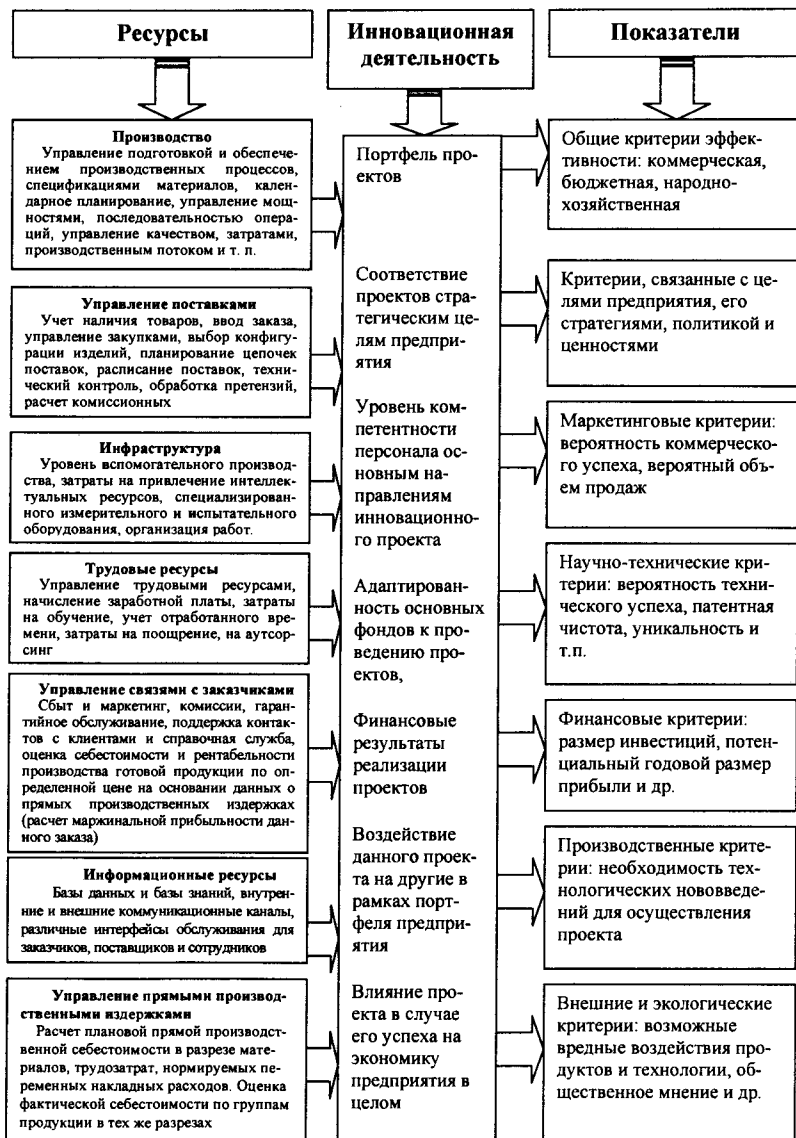 Ресурсы
Производство
Управление подготовкой и обеспече-
нием производственных процессов,
спецификациями материалов, кален-
дарное планирование, управление мощ-
ностями, последовательностью опера-
ций, управление качеством, затратами,
производственным потоком и т. п.
Управление поставками
Учет наличия товаров, ввод заказа,
управление закупками, выбор конфигу-
рации изделий, планирование цепочек
поставок, расписание поставок, техни-
ческий контроль, обработка претензий,
расчет комиссионных
Инфраструктура
Уровень вспомогательного производ-
ства, затраты на привлечение интеллек-
туальных ресурсов, специализированно-
го измерительного и испытательного
оборудования, организация работ.
Трудовые ресурсы
Управление трудовыми ресурсами,
начисление заработной платы, затраты
на обучение, учет отработанного вре-
мени, затраты на поощрение, на аутсор-
синг
Управление связями с заказчиками
Сбыт и маркетинг, комиссии, гаран-
тийное обслуживание, поддержка контак-
тов с клиентами и справочная служба,
оценка себестоимости и рентабельности
производства готовой продукции по оп-
ределенной цене на основании данных о
прямых производственных издержках
(расчет маржинальной прибыльности дан-
ного заказа)
Информационные ресурсы
Базы данных и базы знаний, внутрен-
ние и внешние коммуникационные каналы,
различные интерфейсы обслуживания для
заказчиков, поставщиков и сотрудников
Управление прямыми производ-
ственными издержками
Расчет плановой прямой производст-
венной себестоимости в разрезе мате-
риалов, трудозатрат, нормируемых пе-
ременных накладных расходов. Оценка
фактической себестоимости по группам
продукции в тех же разрезах
Инновационная
деятельность
Портфель про-
ектов
Соответствие
проектов стра-
тегическим це-
лям предпри-
ятия
Уровень ком-
петентности
персонала ос-
новным на-
правлениям
инновационно-
го проекта
Адаптирован-
ность основных
фондов к про-
ведению про-
ектов,
Финансовые
результаты
реализации
проектов
Воздействие
данного проек-
та на другие в
рамках порт-
феля предпри-
ятия
Влияние про-
екта в случае
его успеха на
экономику
предприятия в
целом
Показатели
Общие критерии эффек-
тивности: коммерческая,
бюджетная, народно-
хозяйственная
Критерии, связанные с це-
лями предприятия, его
стратегиями, политикой и
ценностями
Маркетинговые критерии:
вероятность коммерческо-
го успеха, вероятный объ-
ем продаж
Научно-технические кри-
терии: вероятность техни-
ческого успеха, патентная
чистота, уникальность и
т.п.
Финансовые критерии:
размер инвестиций, потен-
циальный годовой размер
прибыли и др.
Производственные крите-
рии: необходимость тех-
нологических нововведе-
ний для осуществления
проекта
Внешние и экологические
критерии: возможные
вредные воздействия про-
дуктов и технологии, об-
щественное мнение и др.